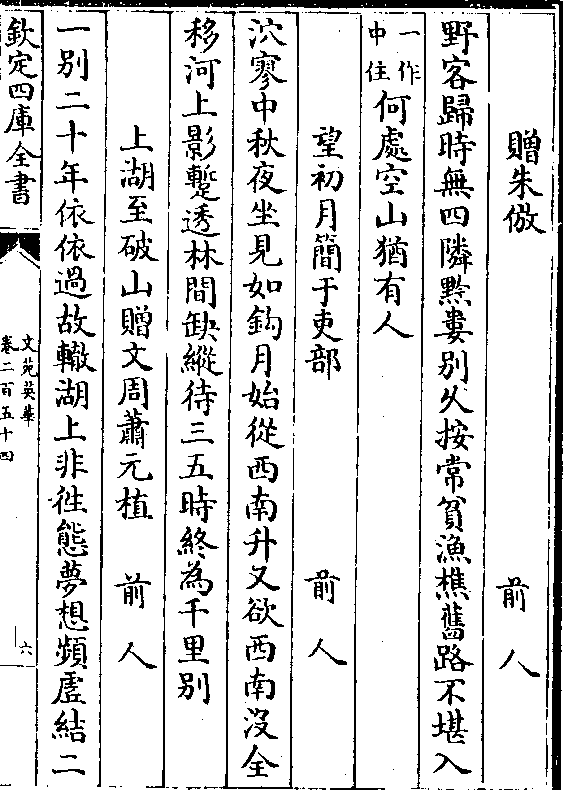 贈朱倣　前人
野客歸時無四隣黔婁别久按常貧漁樵舊路不堪入
一作中住何處空山猶有人
望初月簡于吏部　前人
泬寥中秋夜坐見如鈎月始從西南升又欲西南没全
移河上影蹔透林間缺縱待三五時終為千里别
上湖至破山贈文周蕭元植　前人
一别二十年依依過故轍湖上非徃態夢想頻虚結二
欽定四庫全書
文苑英華
卷二百五十四
六